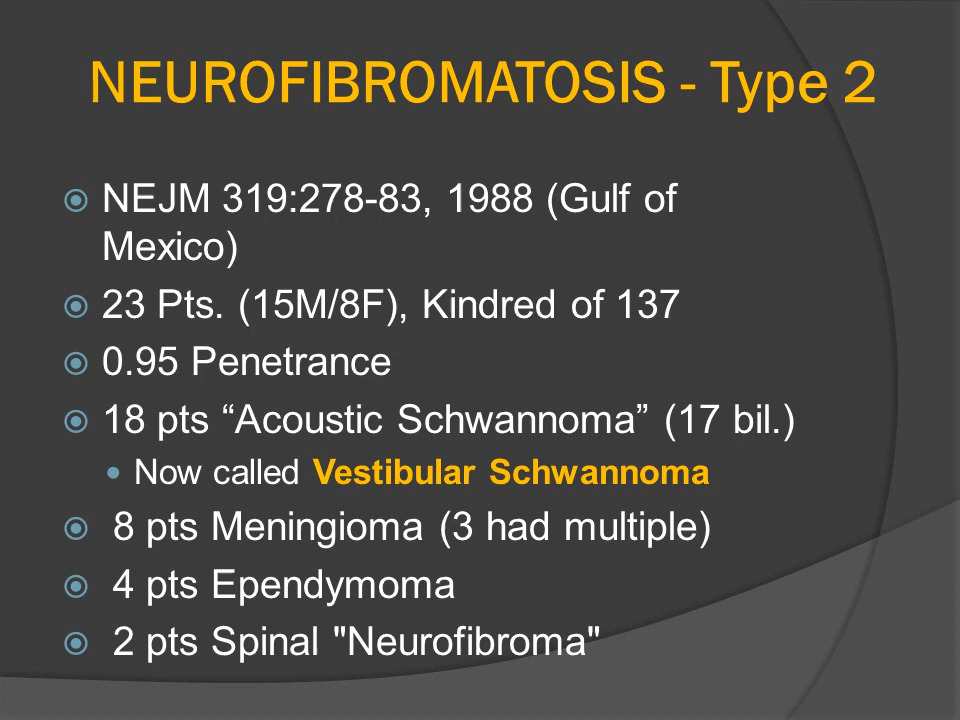 NEUROFIBROMATOSIS - Type 2
NEJM 319:278-83, 1988 (Gulf of
Mexico)
23 Pts. (15M/8F), Kindred of 137
0.95 Penetrance
18 pts “Acoustic Schwannoma” (17 bil.)
Now called Vestibular Schwannoma
8 pts Meningioma (3 had multiple)
4 pts Ependymoma
2 pts Spinal "Neurofibroma"